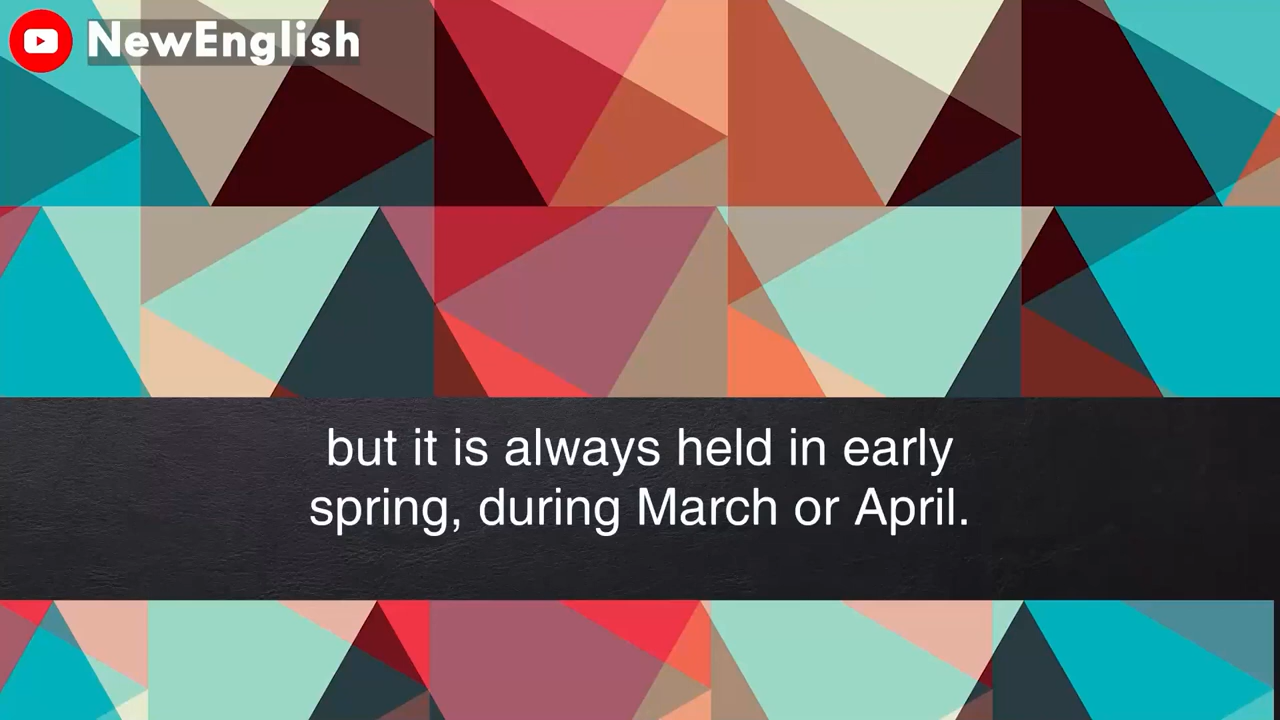 NewEnglish
but it is always held in early
spring, during March or April.